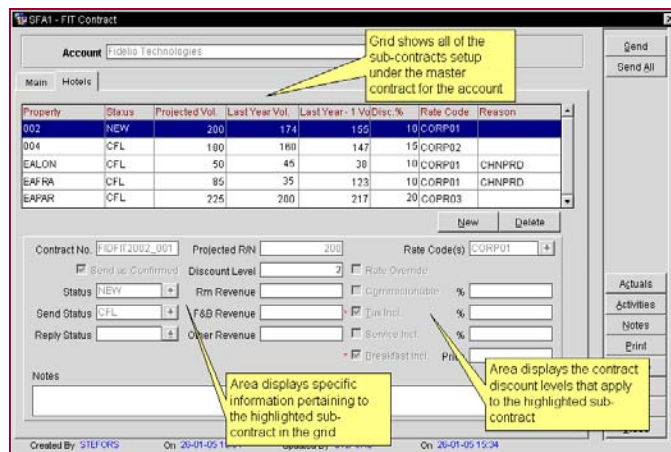 SFA1 - FIT Contract
Account Fidelio Technologies
Grid shows all of the
sub-contracts setup
under the master
contract for the account
Send
Send All
Main Hotels
Property Status Projected Vol. Last Year Vol. Last Year - 1 Vo Disc.% Rate Code Reason
002 NEW 200 174 155 10 CORP01
004 CFL 180 160 147 15 CORP02
EALON CFL 50 45 38 10 CORP01 CHNPRD
EAFRA CFL 85 35 123 10 CORP01 CHNPRD
EAPAR CFL 225 200 217 20 COPR03
New Delete
Contract No. FIDFIT2002_001 Projected R/N 200 Rate Code(s) CORP01
Send as Confirmed Discount Level 2 Rate Override
Status NEW Rm Revenue Commissionable %
Send Status CFL F&B Revenue * Tax Incl. %
Reply Status Other Revenue Service Incl. %
* Breakfast Incl.
Actuals
Activities
Notes
Print
Notes
Area displays specific
information pertaining to
the highlighted sub-
contract in the grid
Area displays the contract
discount levels that apply
to the highlighted sub-
contract
Created By STEFORS On By On 26-01-05 15:34